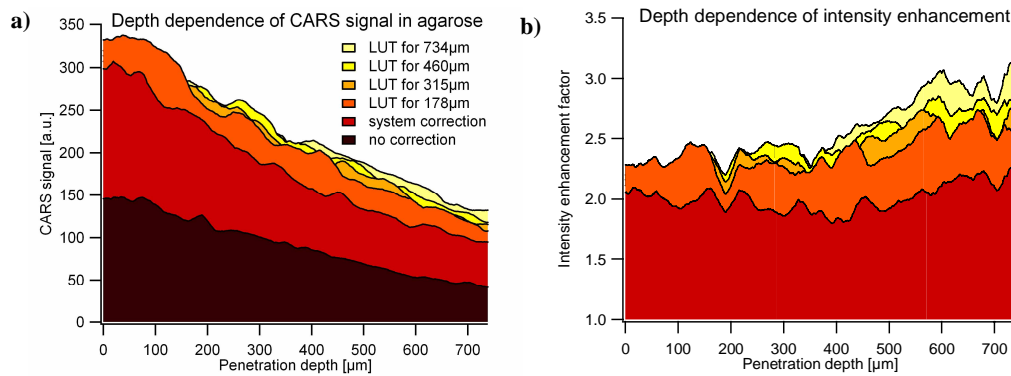 a)
Depth dependence of CARS signal in agarose
350
300
250
200
150
100
50
0
CARS signal [a.u.]
LUT for 734µm
LUT for 460µm
LUT for 315µm
LUT for 178µm
system correction
no correction
0 100 200 300 400 500 600 700
Penetration depth [µm]
b)
Depth dependence of intensity enhancement
3.5
3.0
2.5
2.0
1.5
1.0
Intensity enhancement factor
0 100 200 300 400 500 600 700
Penetration depth [µm]